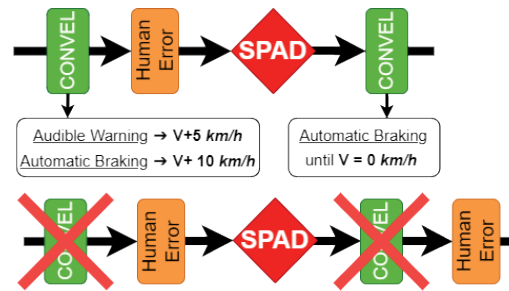 CONVEL
Human
Error
SPAD
CONVEL
Audible Warning → V+5 km/h
Automatic Braking → V+ 10 km/h
Automatic Braking
until V = 0 km/h
CONVEL
Human
Error
SPAD
CONVEL
Human
Error